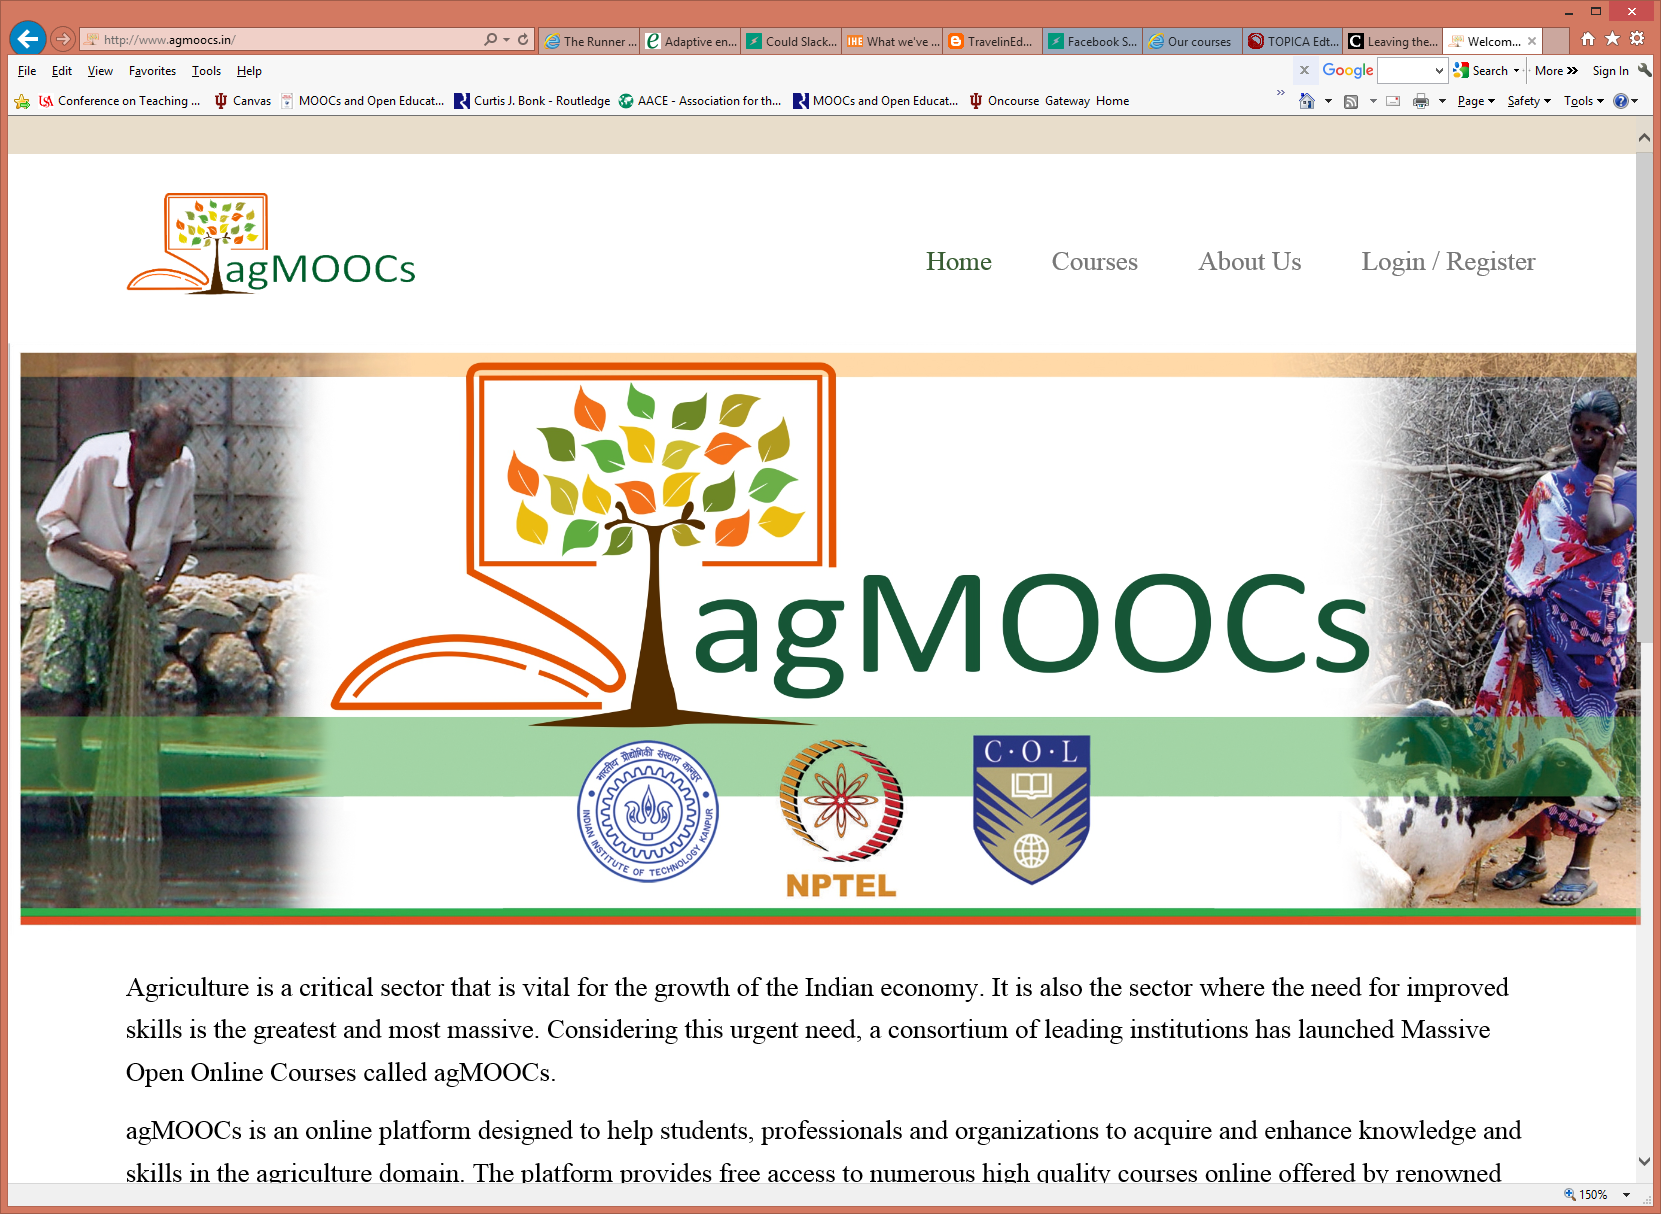 http://www.agmoocs.in/
The Runner ...
Adaptive en...
Could Slack...
What we've ...
TravelinEd...
Facebook S...
Our courses
TOPICA Edt...
Leaving the...
Welcom...
File Edit View Favorites Tools Help
x Google Search More Sign In
Conference on Teaching ...
Canvas
MOOCs and Open Educat...
Curtis J. Bonk - Routledge
AACE - Association for th...
MOOCs and Open Educat...
Oncourse
Gateway
Home
Page Safety Tools
agMOOCs
Home Courses About Us Login / Register
agMOOCs
भारतीय प्रौद्योगिकी संस्थान कानपुर
INDIAN INSTITUTE OF TECHNOLOGY KANPUR
NPTEL
C·O·L
Agriculture is a critical sector that is vital for the growth of the Indian economy. It is also the sector where the need for improved
skills is the greatest and most massive. Considering this urgent need, a consortium of leading institutions has launched Massive
Open Online Courses called agMOOCs.
agMOOCs is an online platform designed to help students, professionals and organizations to acquire and enhance knowledge and
skills in the agriculture domain. The platform provides free access to numerous high quality courses online offered by renowned
150%